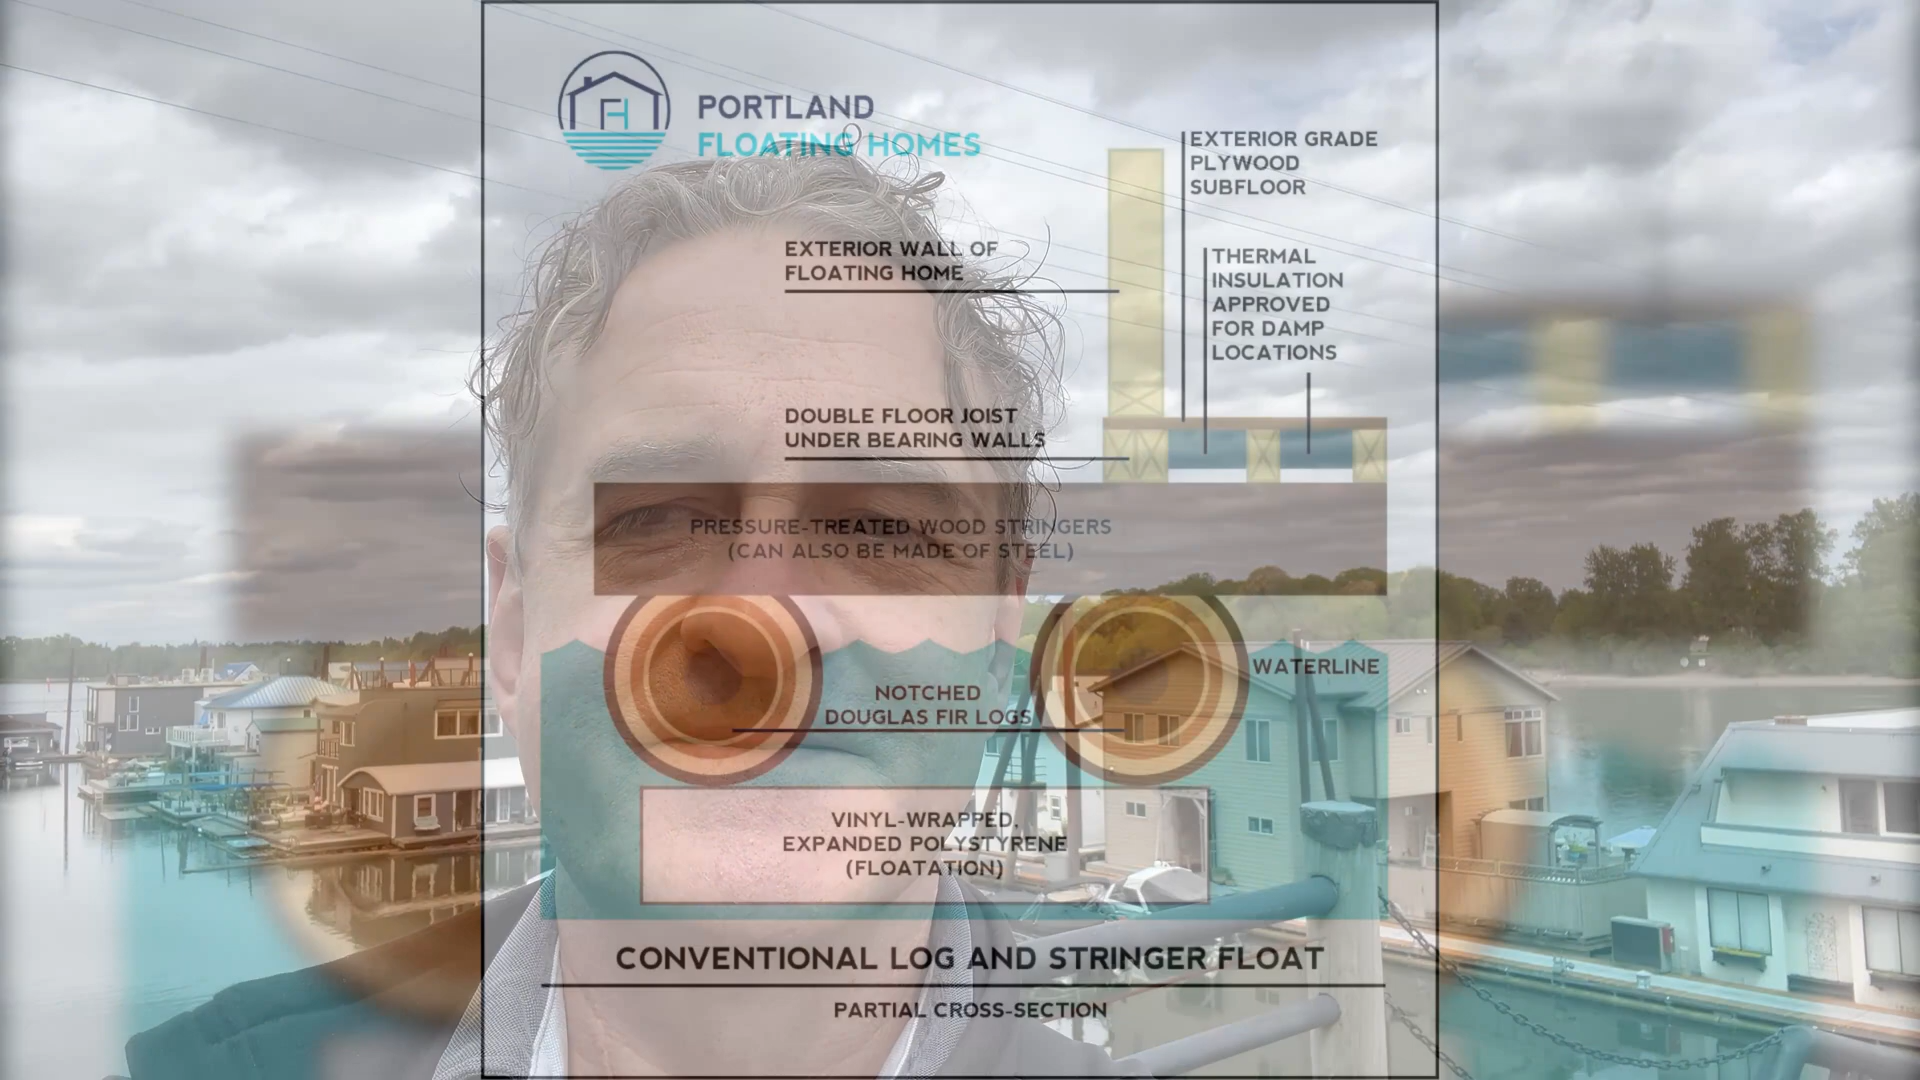 FH
PORTLAND
FLOATING HOMES
EXTERIOR GRADE
PLYWOOD
SUBFLOOR
EXTERIOR WALL OF
FLOATING HOME
THERMAL
INSULATION
APPROVED
FOR DAMP
LOCATIONS
DOUBLE FLOOR JOIST
UNDER BEARING WALLS
PRESSURE-TREATED WOOD STRINGERS
(CAN ALSO BE MADE OF STEEL)
WATERLINE
NOTCHED
DOUGLAS FIR LOGS
VINYL-WRAPPED,
EXPANDED POLYSTYRENE
(FLOATATION)
CONVENTIONAL LOG AND STRINGER FLOAT
PARTIAL CROSS-SECTION